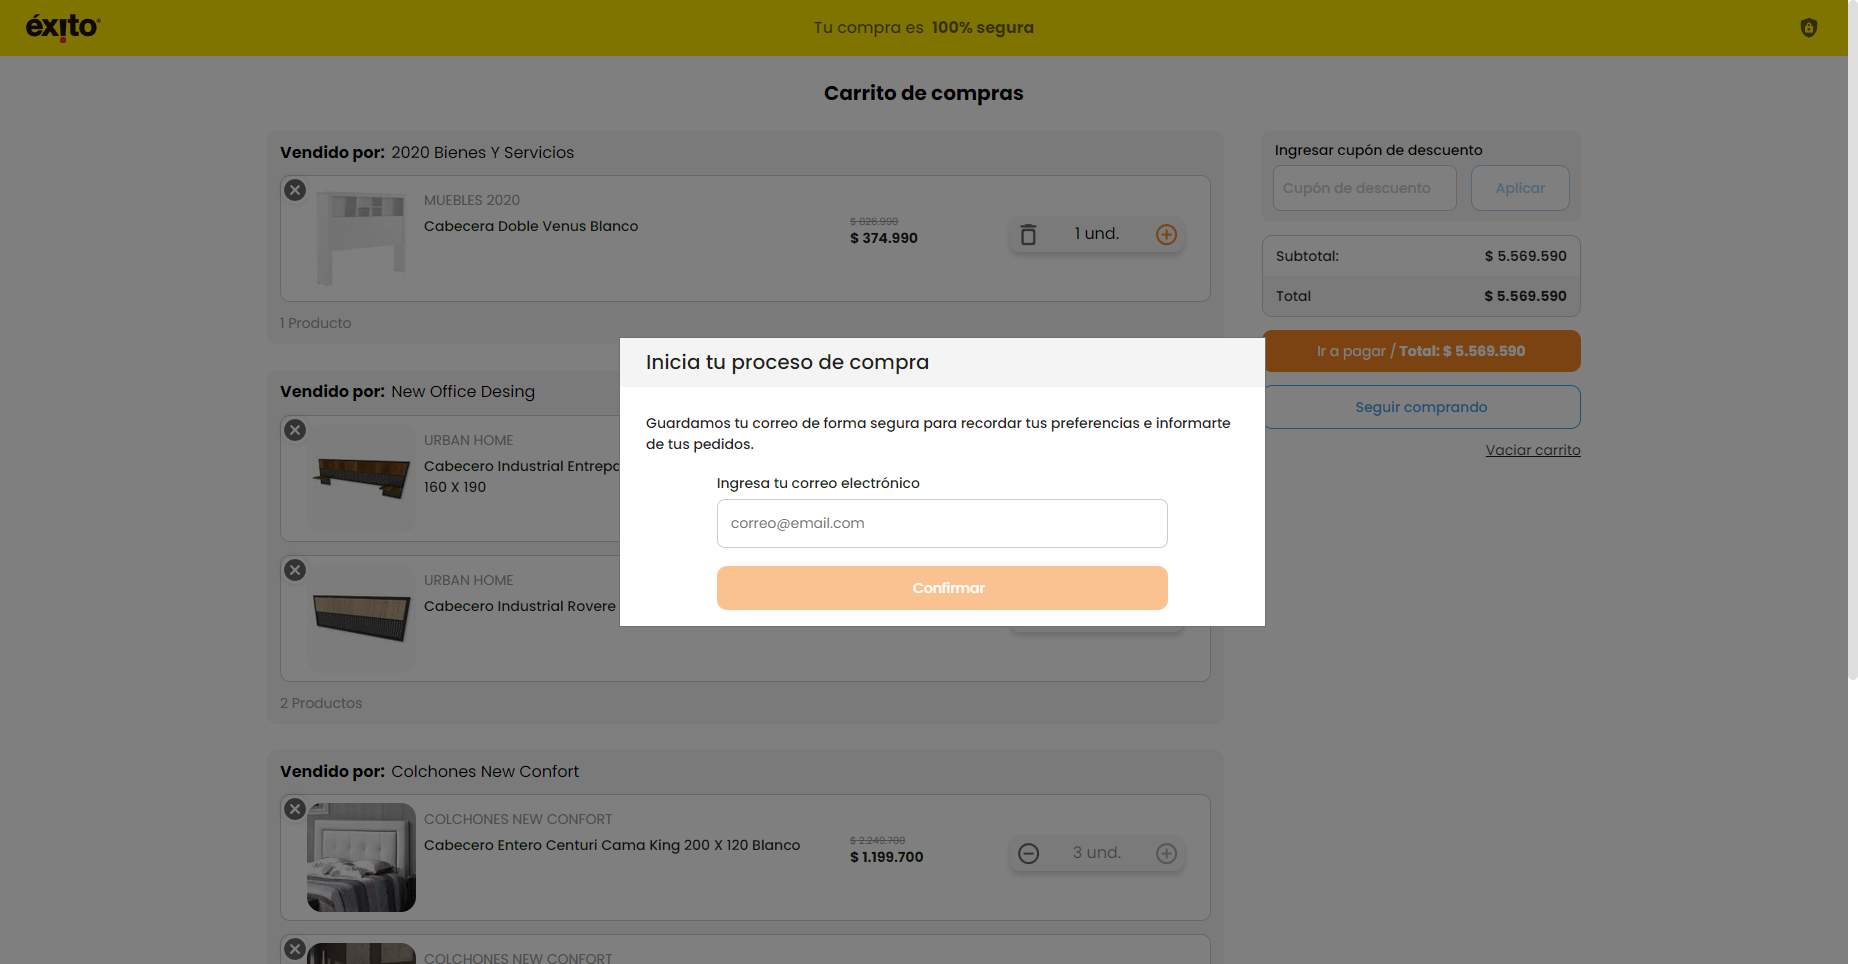 éxito
Tu compra es 100% segura
Carrito de compras
Vendido por: 2020 Bienes Y Servicios
MUEBLES 2020
Cabecera Doble Venus Blanco
$ 826.990
$ 374.990
1 und.
1 Producto
Ingresar cupón de descuento
Cupón de descuento
Aplicar
Subtotal: $ 5.569.590
Total $ 5.569.590
Ir a pagar / Total: $ 5.569.590
Seguir comprando
Vaciar carrito
Inicia tu proceso de compra
Guardamos tu correo de forma segura para recordar tus preferencias e informarte
de tus pedidos.
Ingresa tu correo electrónico
correo@email.com
Confirmar
Vendido por: New Office Desing
URBAN HOME
Cabecero Industrial Entrepa
160 X 190
URBAN HOME
Cabecero Industrial Rovere
2 Productos
Vendido por: Colchones New Confort
COLCHONES NEW CONFORT
Cabecero Entero Centuri Cama King 200 X 120 Blanco
$ 2.249.700
$ 1.199.700
3 und.
COLCHONES NEW CONFORT